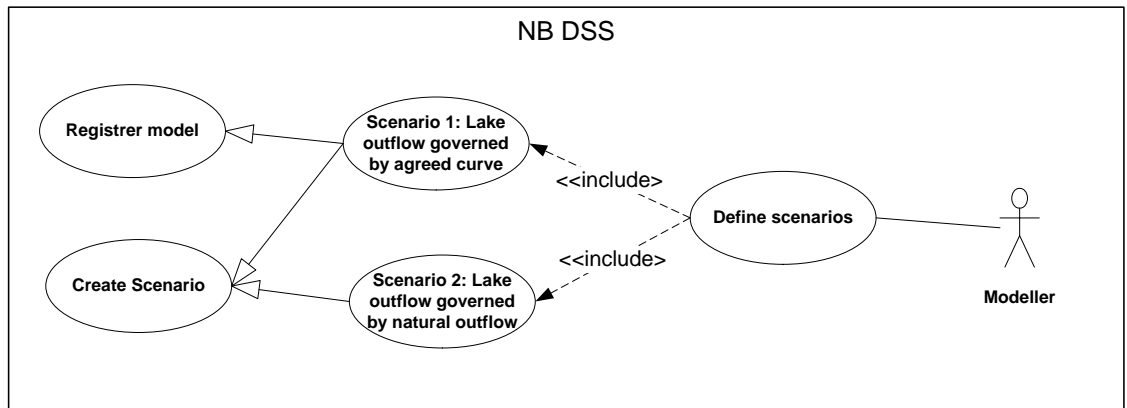 NB DSS
Registrer model
Scenario 1: Lake
outflow governed
by agreed curve
<<include>
Define scenarios
<<include>
Create Scenario
Scenario 2: Lake
outflow governed
by natural outflow
Modeller